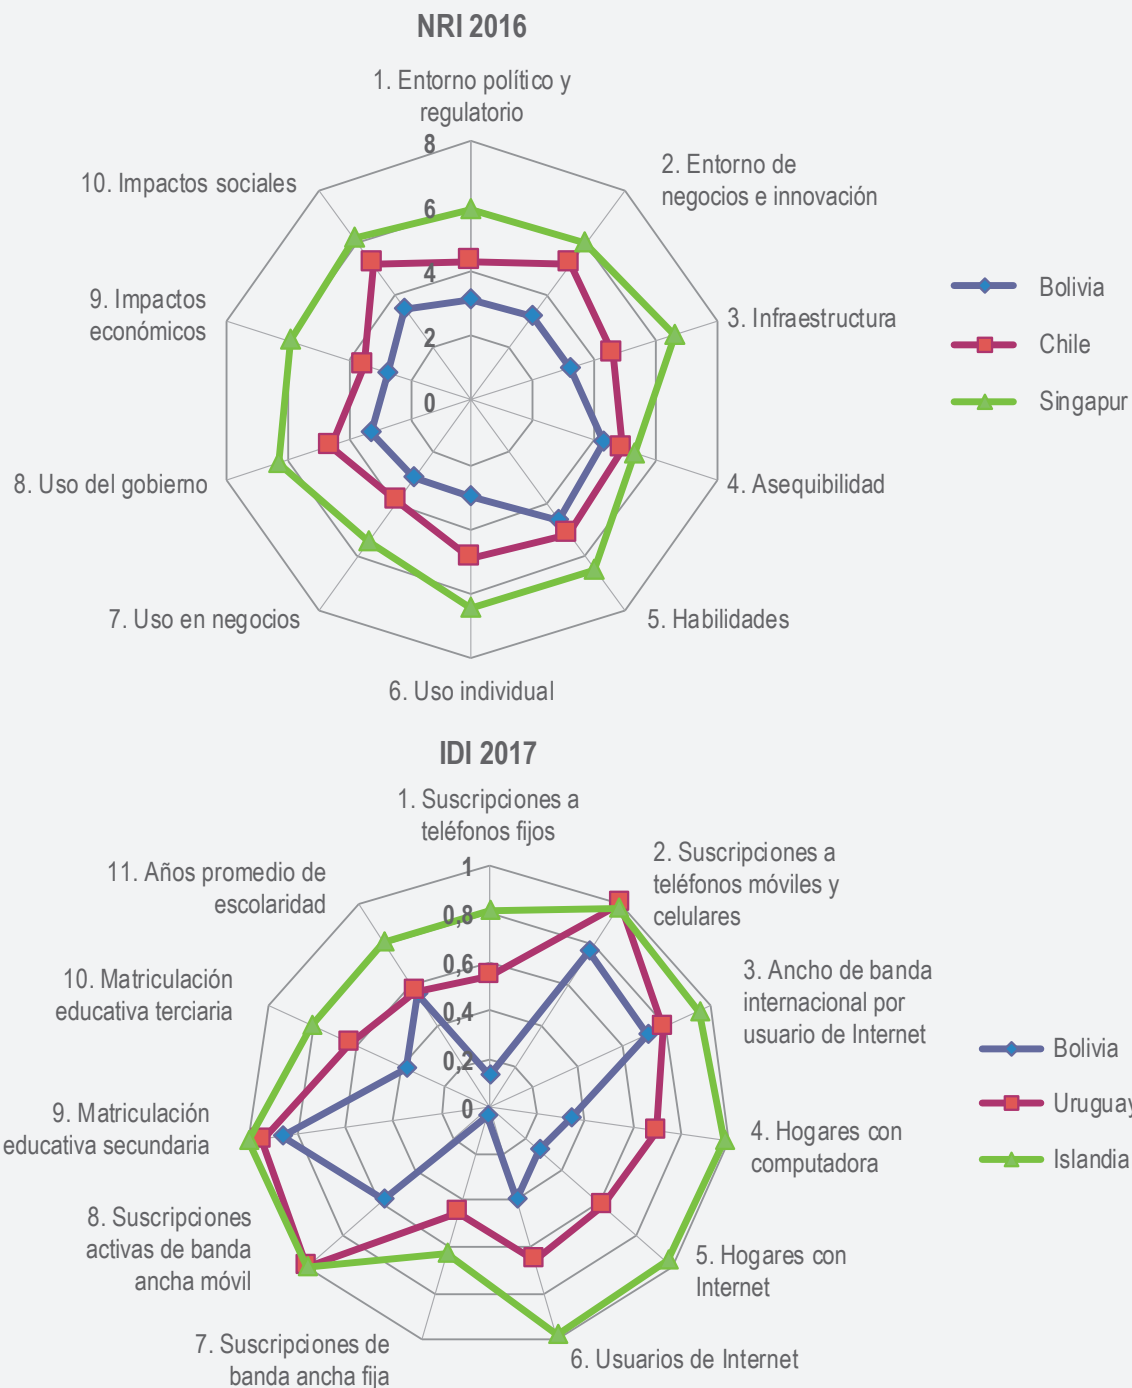 NRI 2016
1. Entorno político y
regulatorio
2. Entorno de
negocios e innovación
3. Infraestructura
4. Asequibilidad
5. Habilidades
6. Uso individual
7. Uso en negocios
8. Uso del gobierno
9. Impactos
económicos
10. Impactos sociales
8
6
4
2
0
Bolivia
Chile
Singapur
IDI 2017
1. Suscripciones a
teléfonos fijos
2. Suscripciones a
teléfonos móviles y
celulares
3. Ancho de banda
internacional por
usuario de Internet
4. Hogares con
computadora
5. Hogares con
Internet
6. Usuarios de Internet
7. Suscripciones de
banda ancha fija
8. Suscripciones
activas de banda
ancha móvil
9. Matriculación
educativa secundaria
10. Matriculación
educativa terciaria
11. Años promedio de
escolaridad
1
0,8
0,6
0,4
0,2
0
Bolivia
Uruguay
Islandia